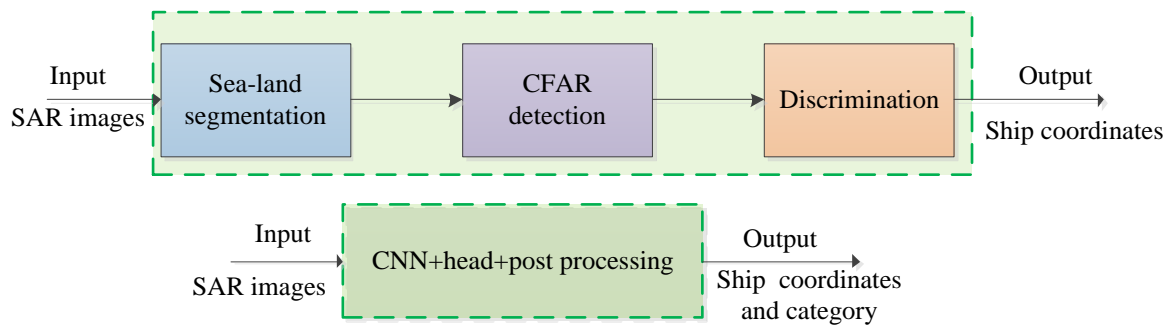 Input
SAR images
Sea-land
segmentation
CFAR
detection
Discrimination
Output
Ship coordinates
Input
SAR images
CNN+head+post processing
Output
Ship coordinates
and category